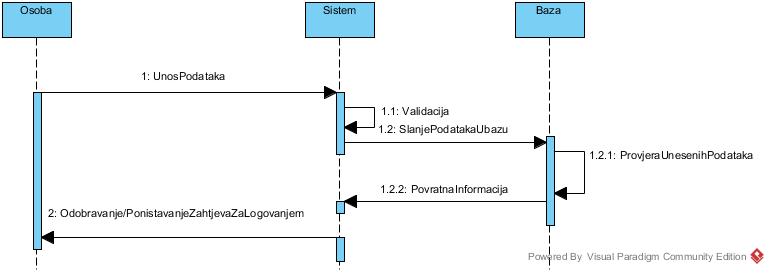 Osoba
Sistem
Baza
1: UnosPodataka
1.1: Validacija
1.2: SlanjePodatakaUbazu
1.2.1: ProvjeraUnesenihPodataka
1.2.2: PovratnaInformacija
2: Odobravanje/PonistavanjeZahtjevaZaLogovanjem
Powered By Visual Paradigm Community Edition